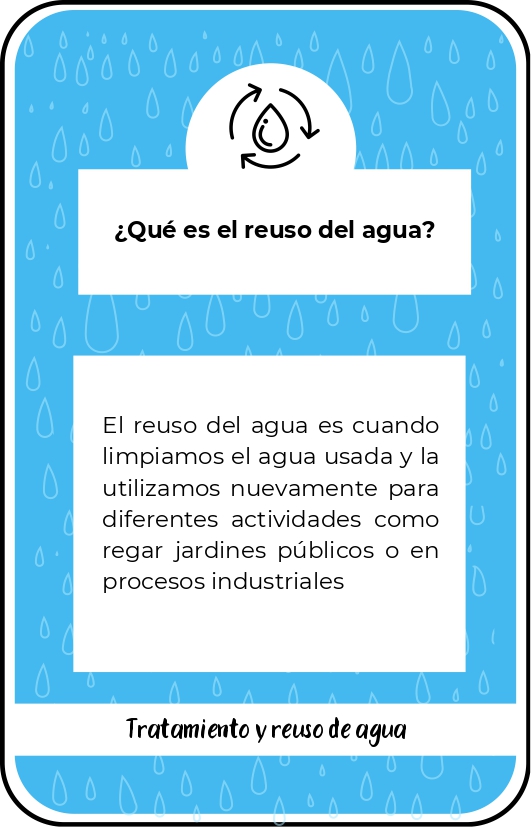 ¿Qué es el reuso del agua?
El reuso del agua es cuando
limpiamos el agua usada y la
utilizamos nuevamente para
diferentes actividades como
regar jardines públicos o en
procesos industriales
Tratamiento y reuso de agua